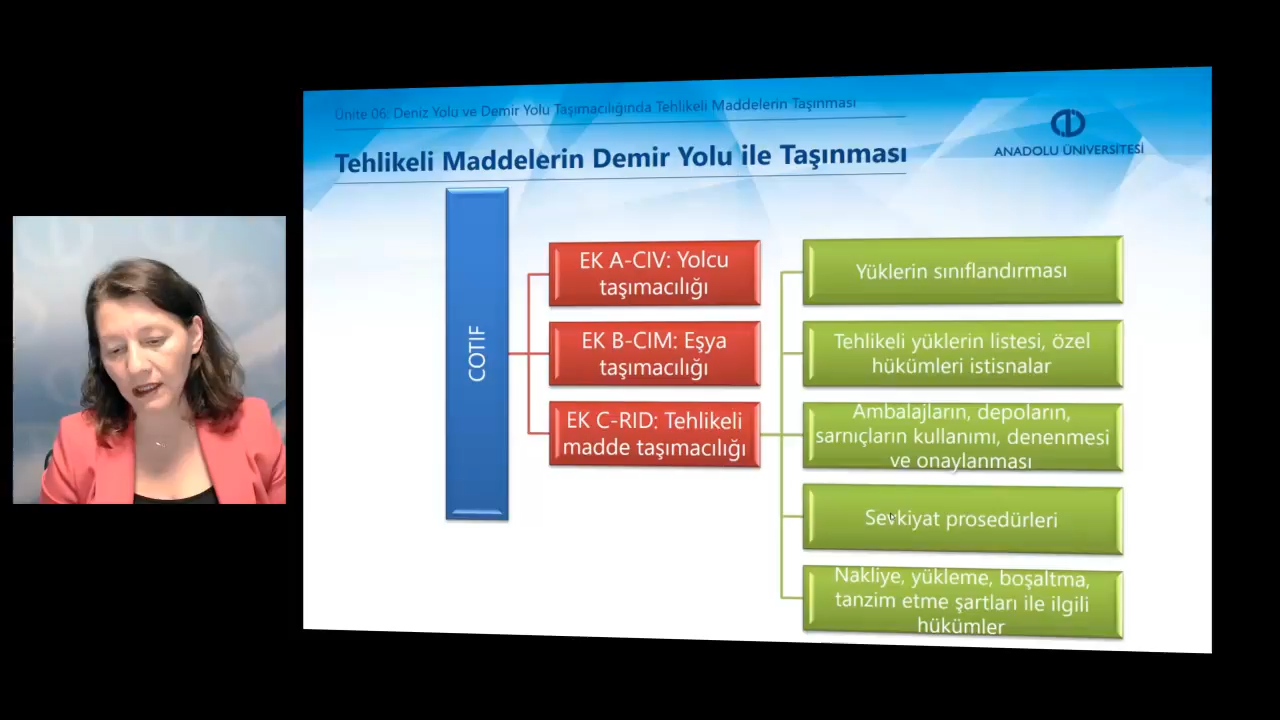 Ünite 06: Deniz Yolu ve Demir Yolu Taşımacılığında Tehlikeli Maddelerin Taşınması
Tehlikeli Maddelerin Demir Yolu ile Taşınması
ANADOLU ÜNİVERSİTESİ
COTIF
EK A-CIV: Yolcu
taşımacılığı
EK B-CIM: Eşya
taşımacılığı
EK C-RID: Tehlikeli
madde taşımacılığı
Yüklerin sınıflandırması
Tehlikeli yüklerin listesi, özel
hükümleri istisnalar
Ambalajların, depoların,
sarnıçların kullanımı, denenmesi
ve onaylanması
Sevkiyat prosedürleri
Nakliye, yükleme, boşaltma,
tanzim etme şartları ile ilgili
hükümler